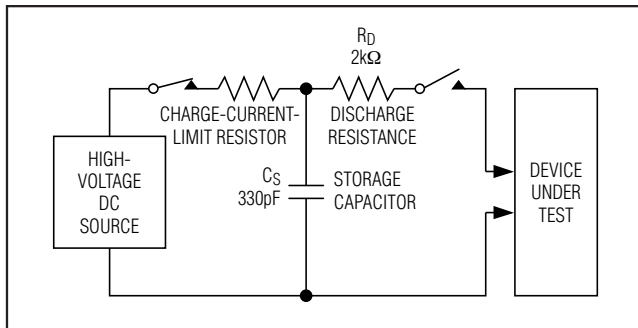 R_D
2kΩ
CHARGE-CURRENT-
LIMIT RESISTOR
DISCHARGE
RESISTANCE
HIGH-
VOLTAGE
DC
SOURCE
C_S
330pF
STORAGE
CAPACITOR
DEVICE
UNDER
TEST